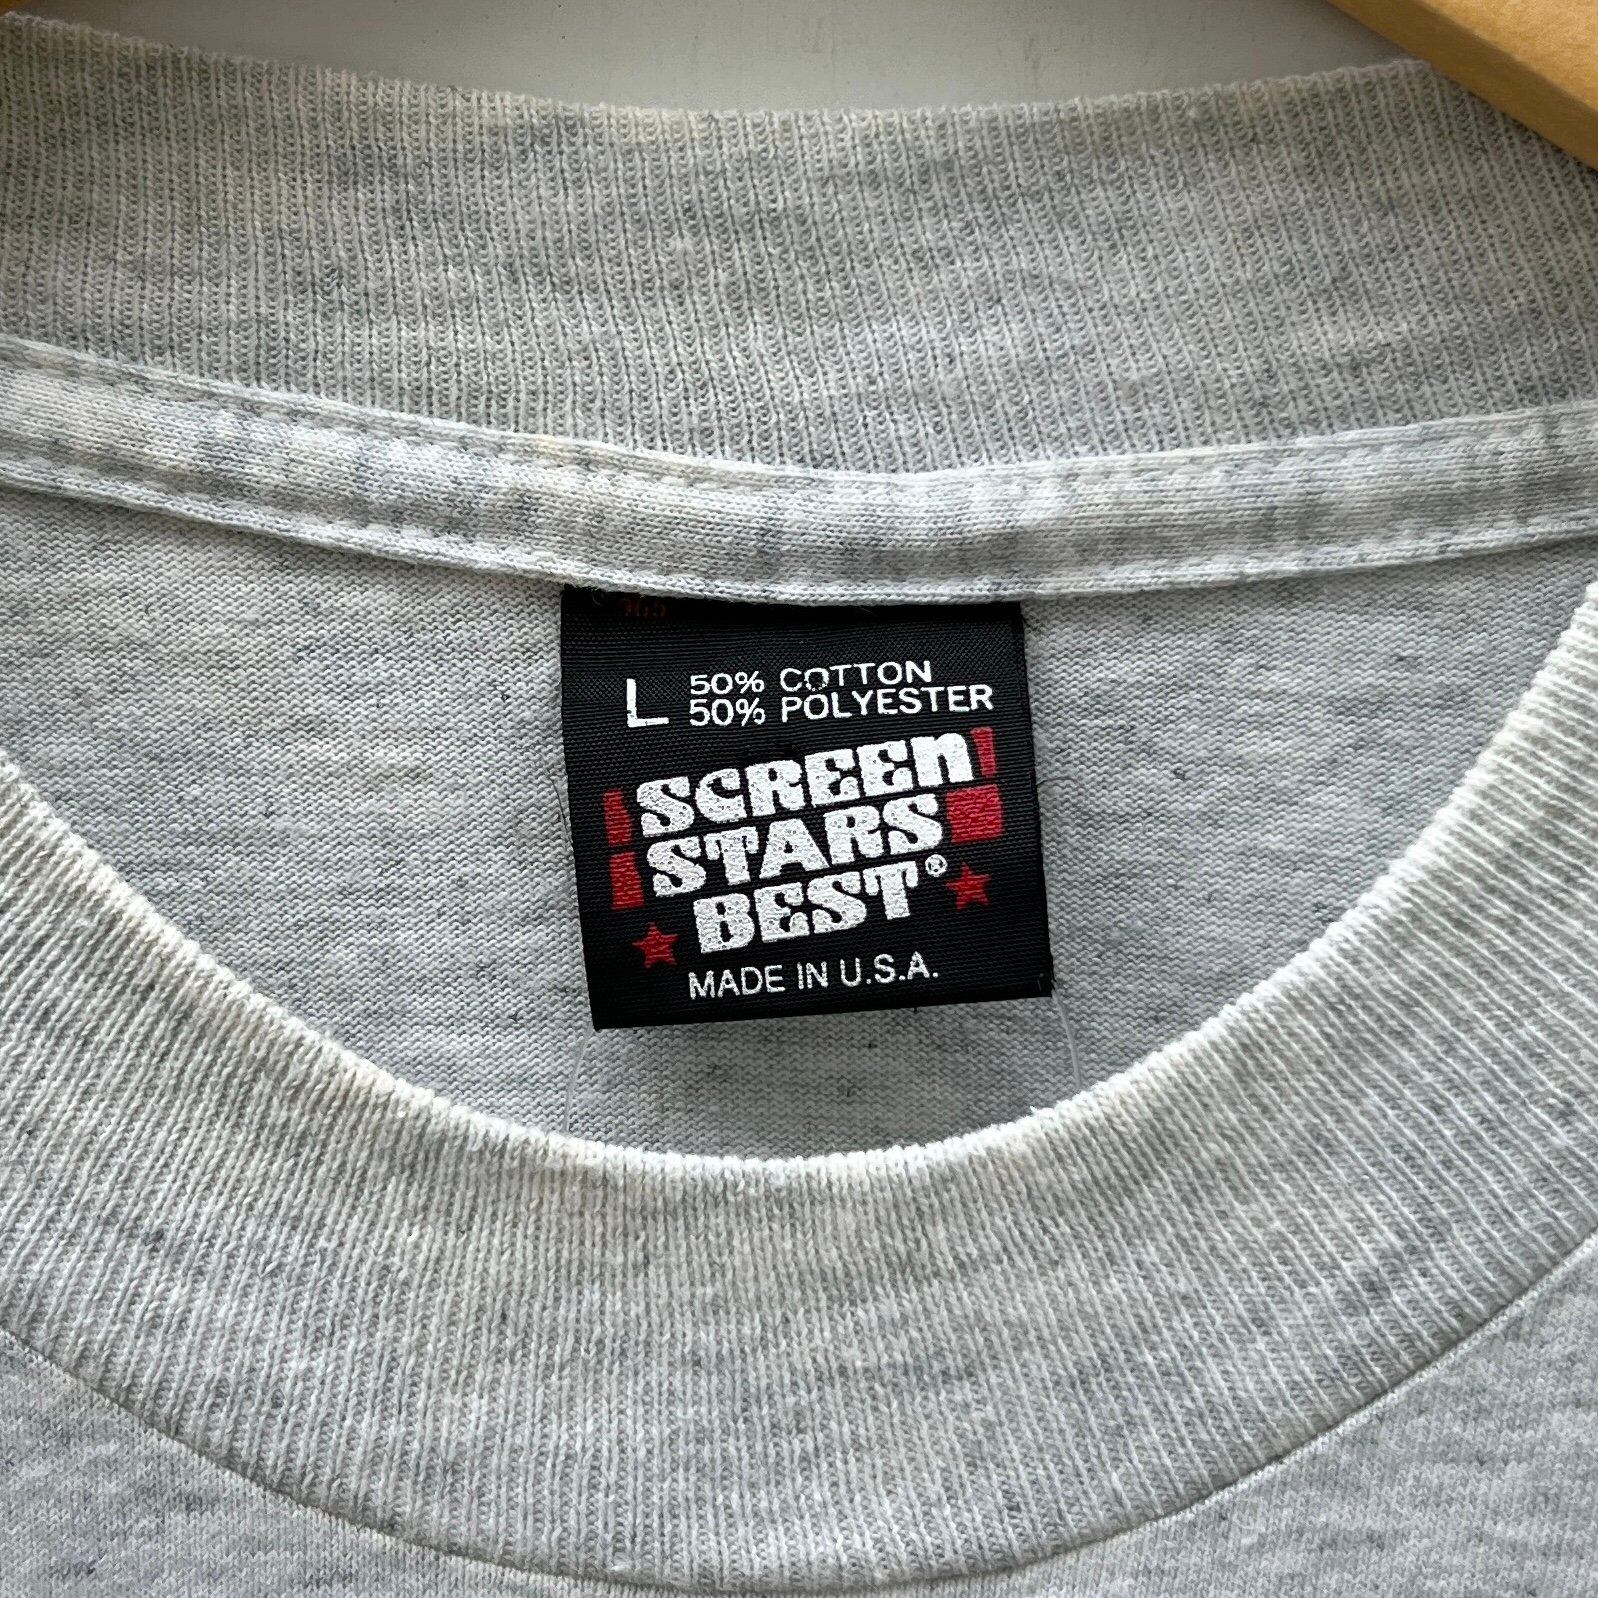 L 50% COTTON
50% POLYESTER
SCREEN
STARS
BEST®
MADE IN U.S.A.